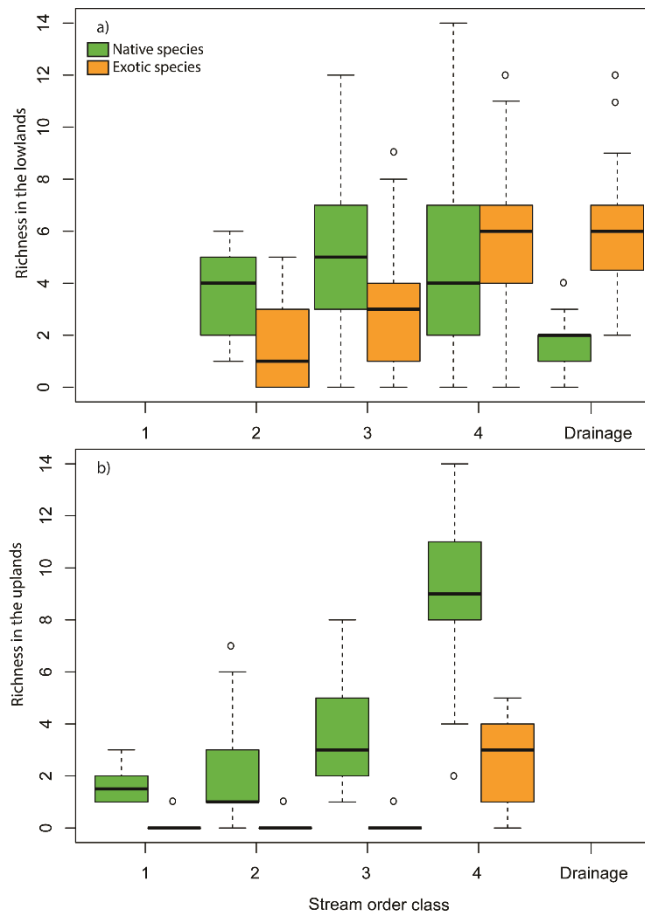 a)
Native species
Exotic species
Richness in the lowlands
14
12
10
8
6
4
2
0
1 2 3 4 Drainage
b)
Richness in the uplands
14
12
10
8
6
4
2
0
1 2 3 4 Drainage
Stream order class